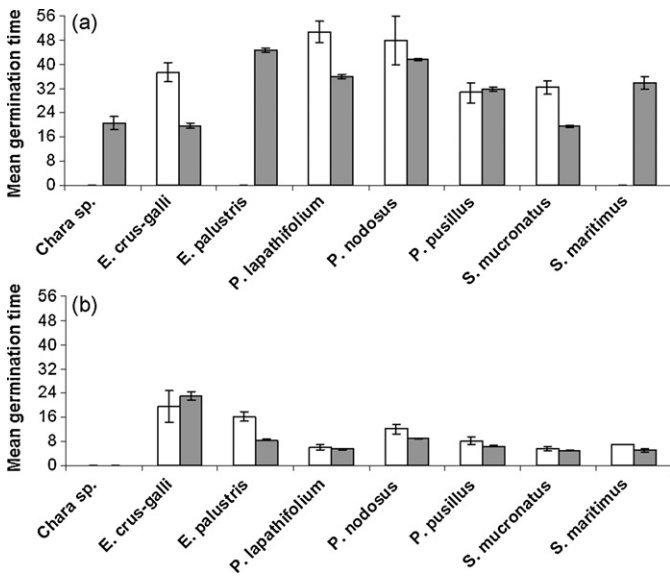 (a)
Mean germination time
56
48
40
32
24
16
8
0
Chara sp.
E. crus-galli
E. palustris
P. lapathifolium
P. nodosus
P. pusillus
S. mucronatus
S. maritimus
(b)
Mean germination time
56
48
40
32
24
16
8
0
Chara sp.
E. crus-galli
E. palustris
P. lapathifolium
P. nodosus
P. pusillus
S. mucronatus
S. maritimus